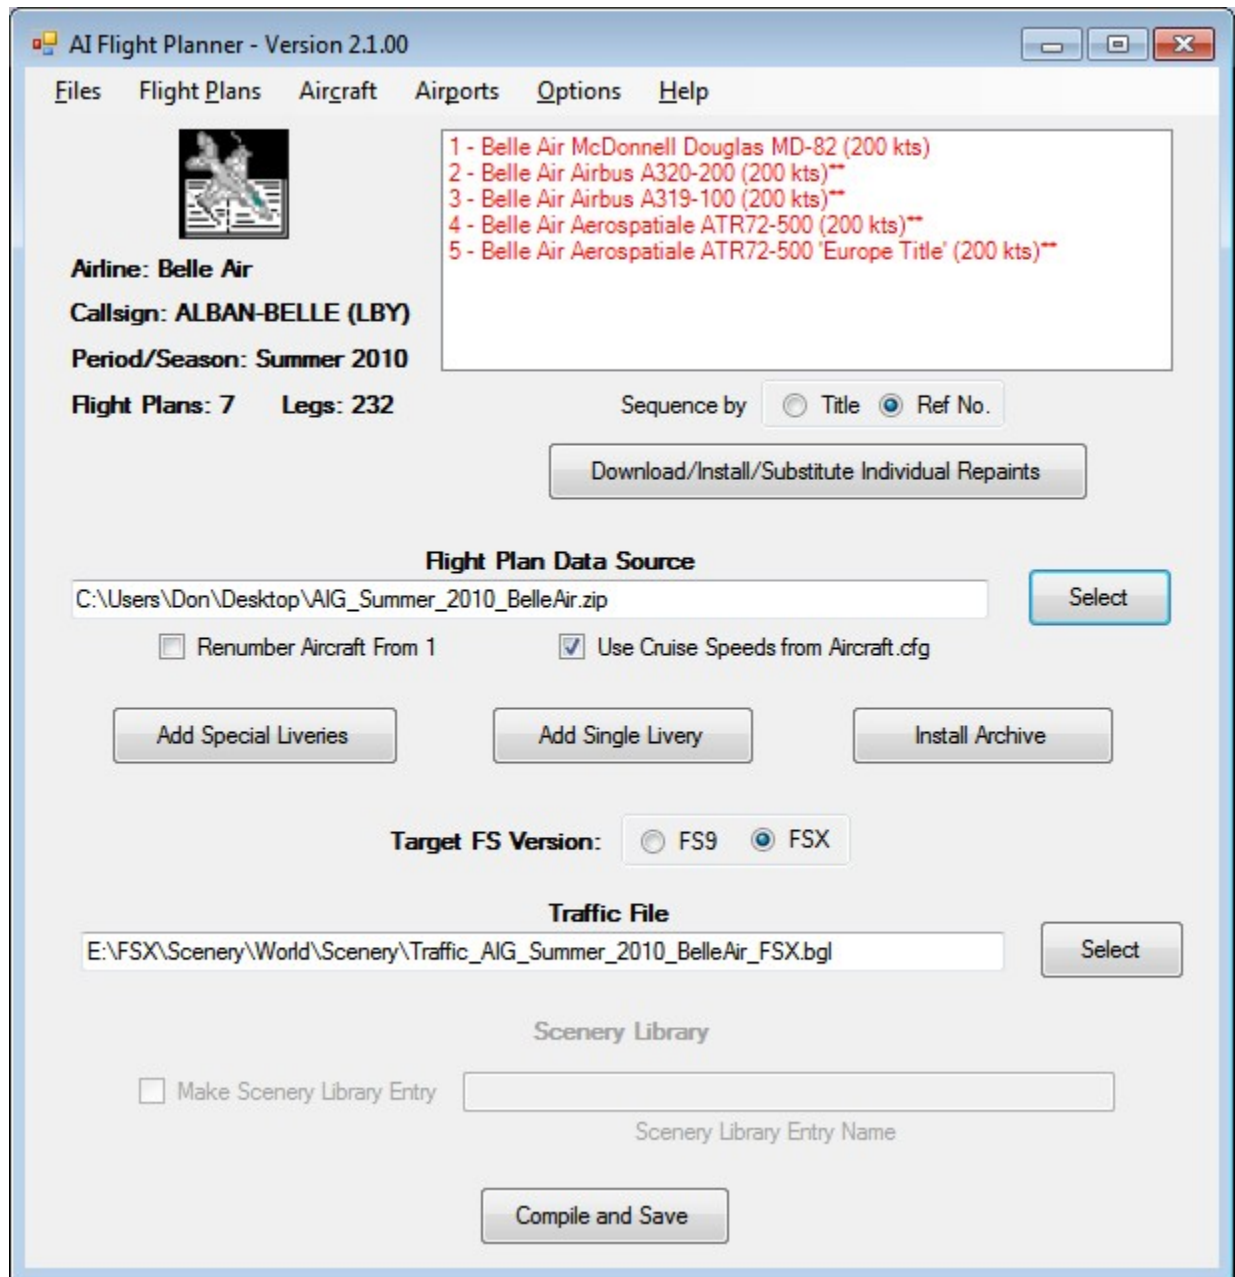 AI Flight Planner - Version 2.1.00
Files Flight Plans Aircraft Airports Options Help
1 - Belle Air McDonnell Douglas MD-82 (200 kts)
2 - Belle Air Airbus A320-200 (200 kts)**
3 - Belle Air Airbus A319-100 (200 kts)**
4 - Belle Air Aerospatiale ATR72-500 (200 kts)**
5 - Belle Air Aerospatiale ATR72-500 'Europe Title' (200 kts)**
Airline: Belle Air
Callsign: ALBAN-BELLE (LBY)
Period/Season: Summer 2010
Flight Plans: 7 Legs: 232
Sequence by Title Ref No.
Download/Install/Substitute Individual Repaints
Flight Plan Data Source
C:\Users\Don\Desktop\AIG_Summer_2010_BelleAir.zip Select
Renumber Aircraft From 1 Use Cruise Speeds from Aircraft.cfg
Add Special Liveries Add Single Livery Install Archive
Target FS Version: FS9 FSX
Traffic File
E:\FSX\Scenery\World\Scenery\Traffic_AIG_Summer_2010_BelleAir_FSX.bgl Select
Scenery Library
Make Scenery Library Entry
Scenery Library Entry Name
Compile and Save